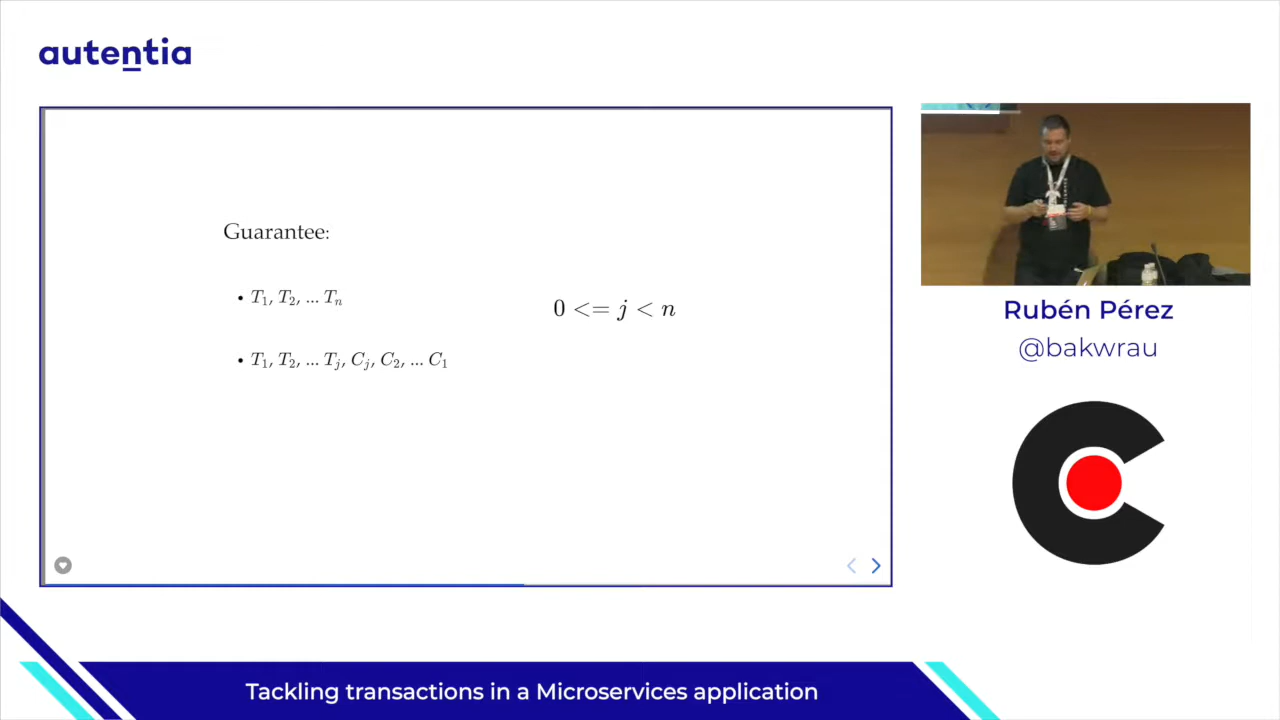 autentia
Guarantee:
• T₁, T₂, ... Tₙ
0 <= j < n
• T₁, T₂, ... Tⱼ, Cⱼ, C₂, ... C₁
Rubén Pérez
@bakwrau
Tackling transactions in a Microservices application